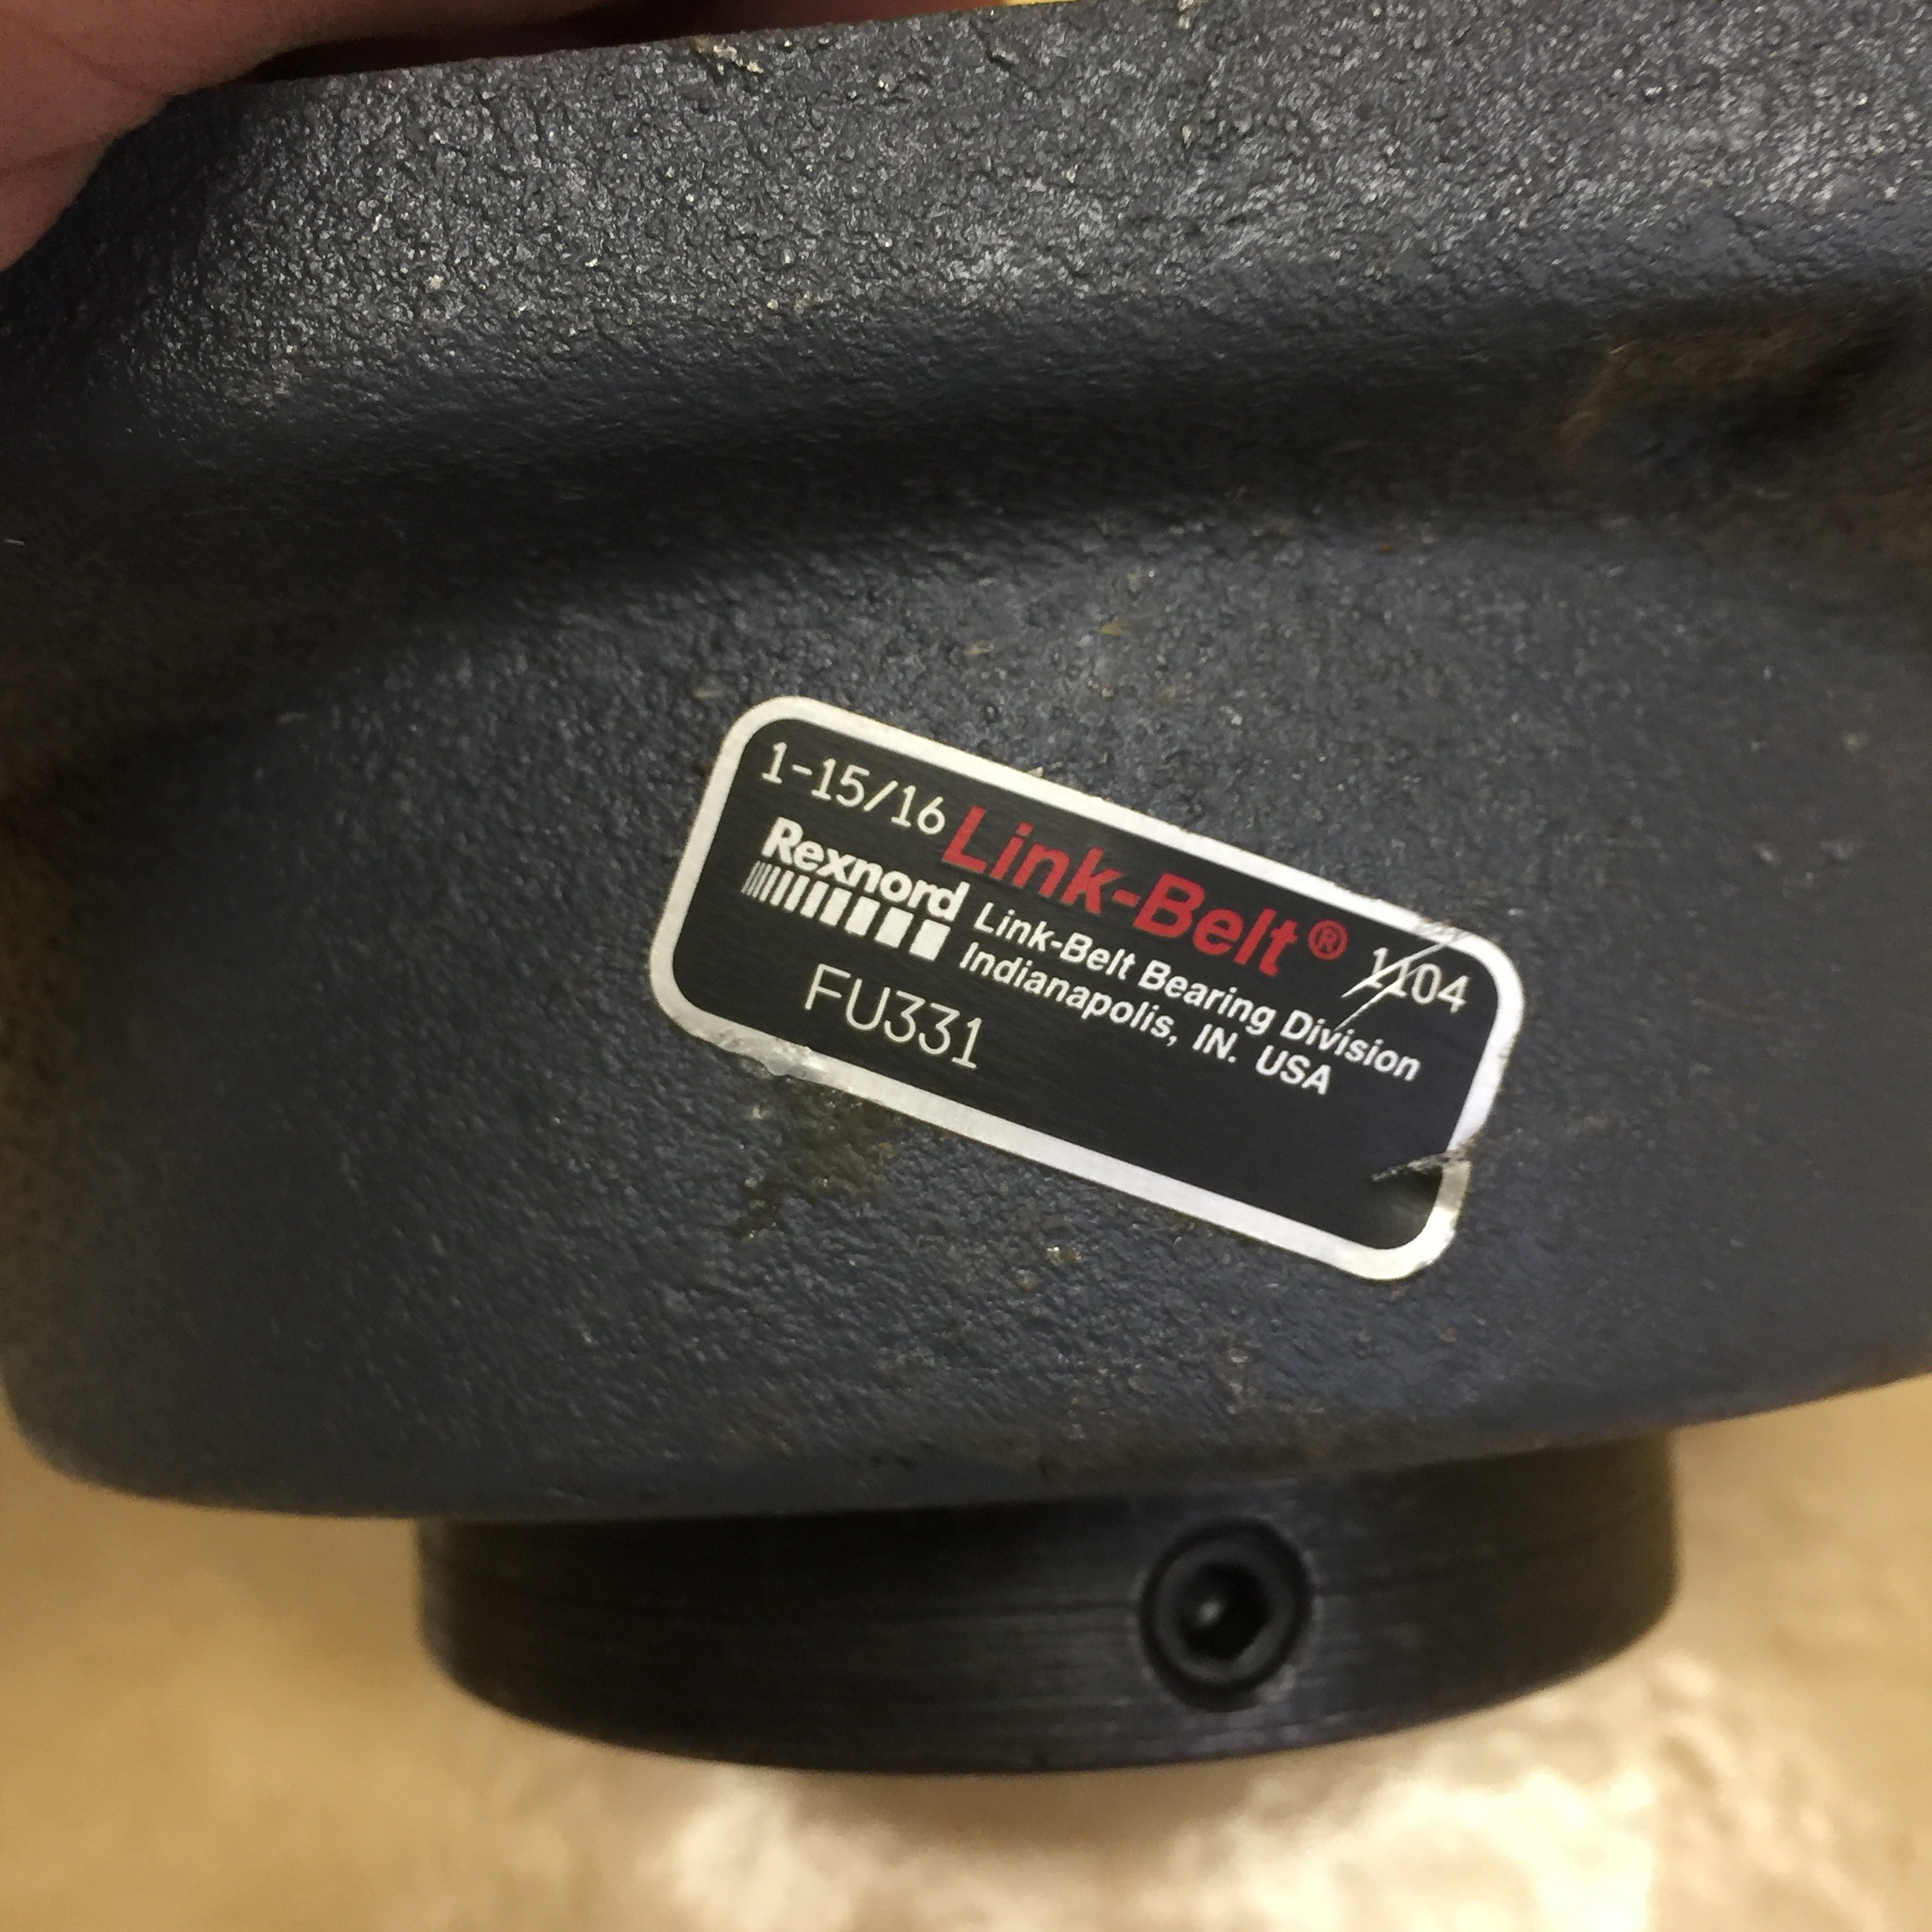 1-15/16 Link-Belt® 1104
Rexnord Link-Belt Bearing Division
Indianapolis, IN. USA
FU331